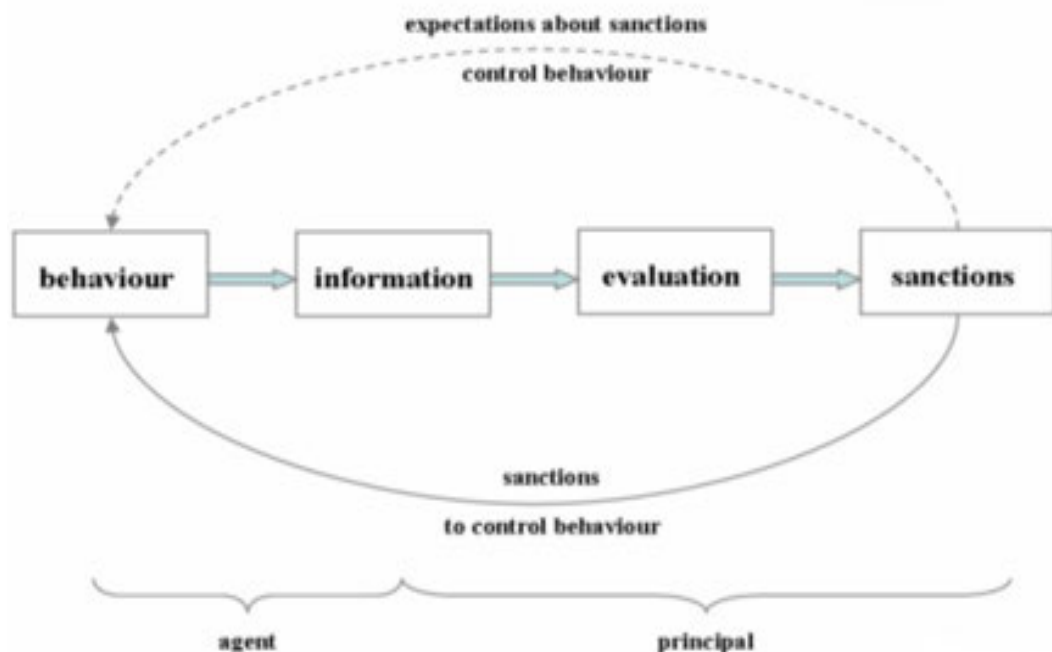 expectations about sanctions
control behaviour
behaviour
information
evaluation
sanctions
sanctions
to control behaviour
agent
principal